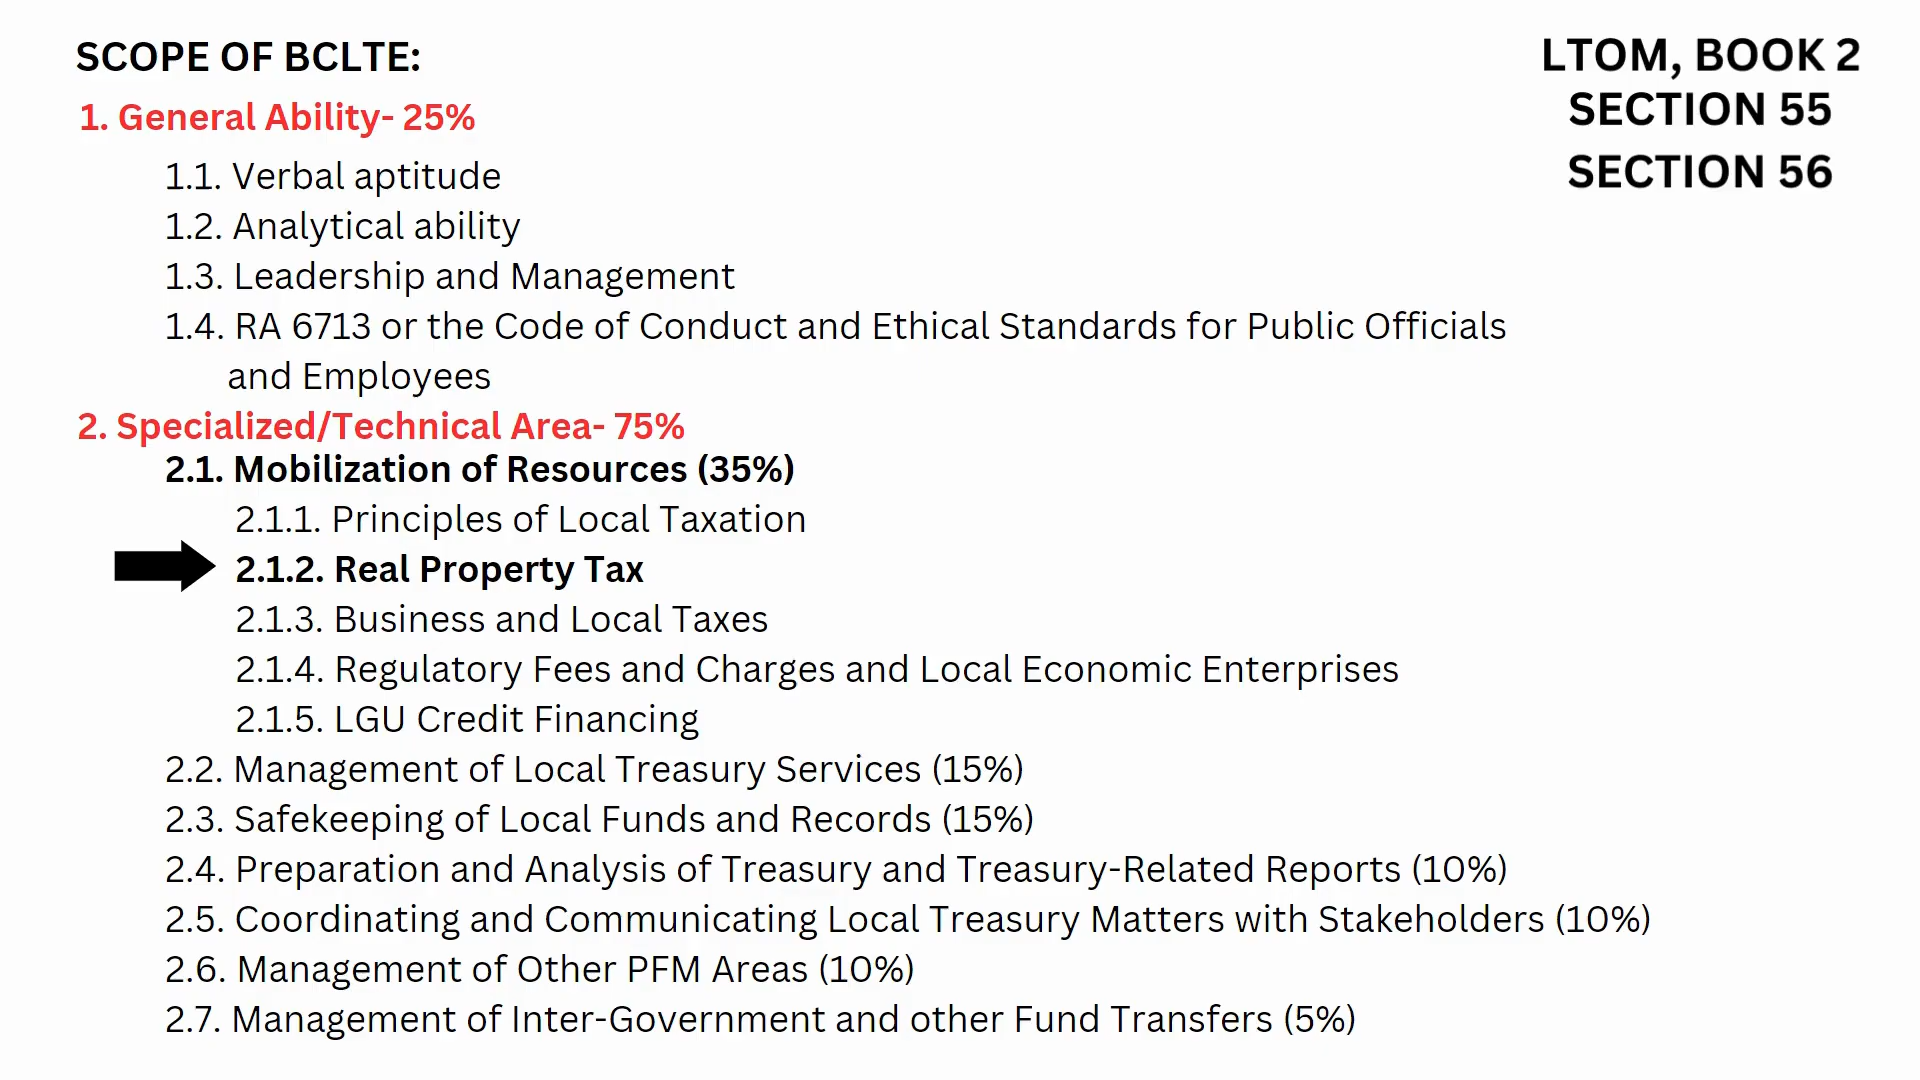 SCOPE OF BCLTE:
1. General Ability- 25%
1.1. Verbal aptitude
1.2. Analytical ability
1.3. Leadership and Management
1.4. RA 6713 or the Code of Conduct and Ethical Standards for Public Officials
and Employees
2. Specialized/Technical Area- 75%
2.1. Mobilization of Resources (35%)
2.1.1. Principles of Local Taxation
2.1.2. Real Property Tax
2.1.3. Business and Local Taxes
2.1.4. Regulatory Fees and Charges and Local Economic Enterprises
2.1.5. LGU Credit Financing
2.2. Management of Local Treasury Services (15%)
2.3. Safekeeping of Local Funds and Records (15%)
2.4. Preparation and Analysis of Treasury and Treasury-Related Reports (10%)
2.5. Coordinating and Communicating Local Treasury Matters with Stakeholders (10%)
2.6. Management of Other PFM Areas (10%)
2.7. Management of Inter-Government and other Fund Transfers (5%)
LTOM, BOOK 2
SECTION 55
SECTION 56